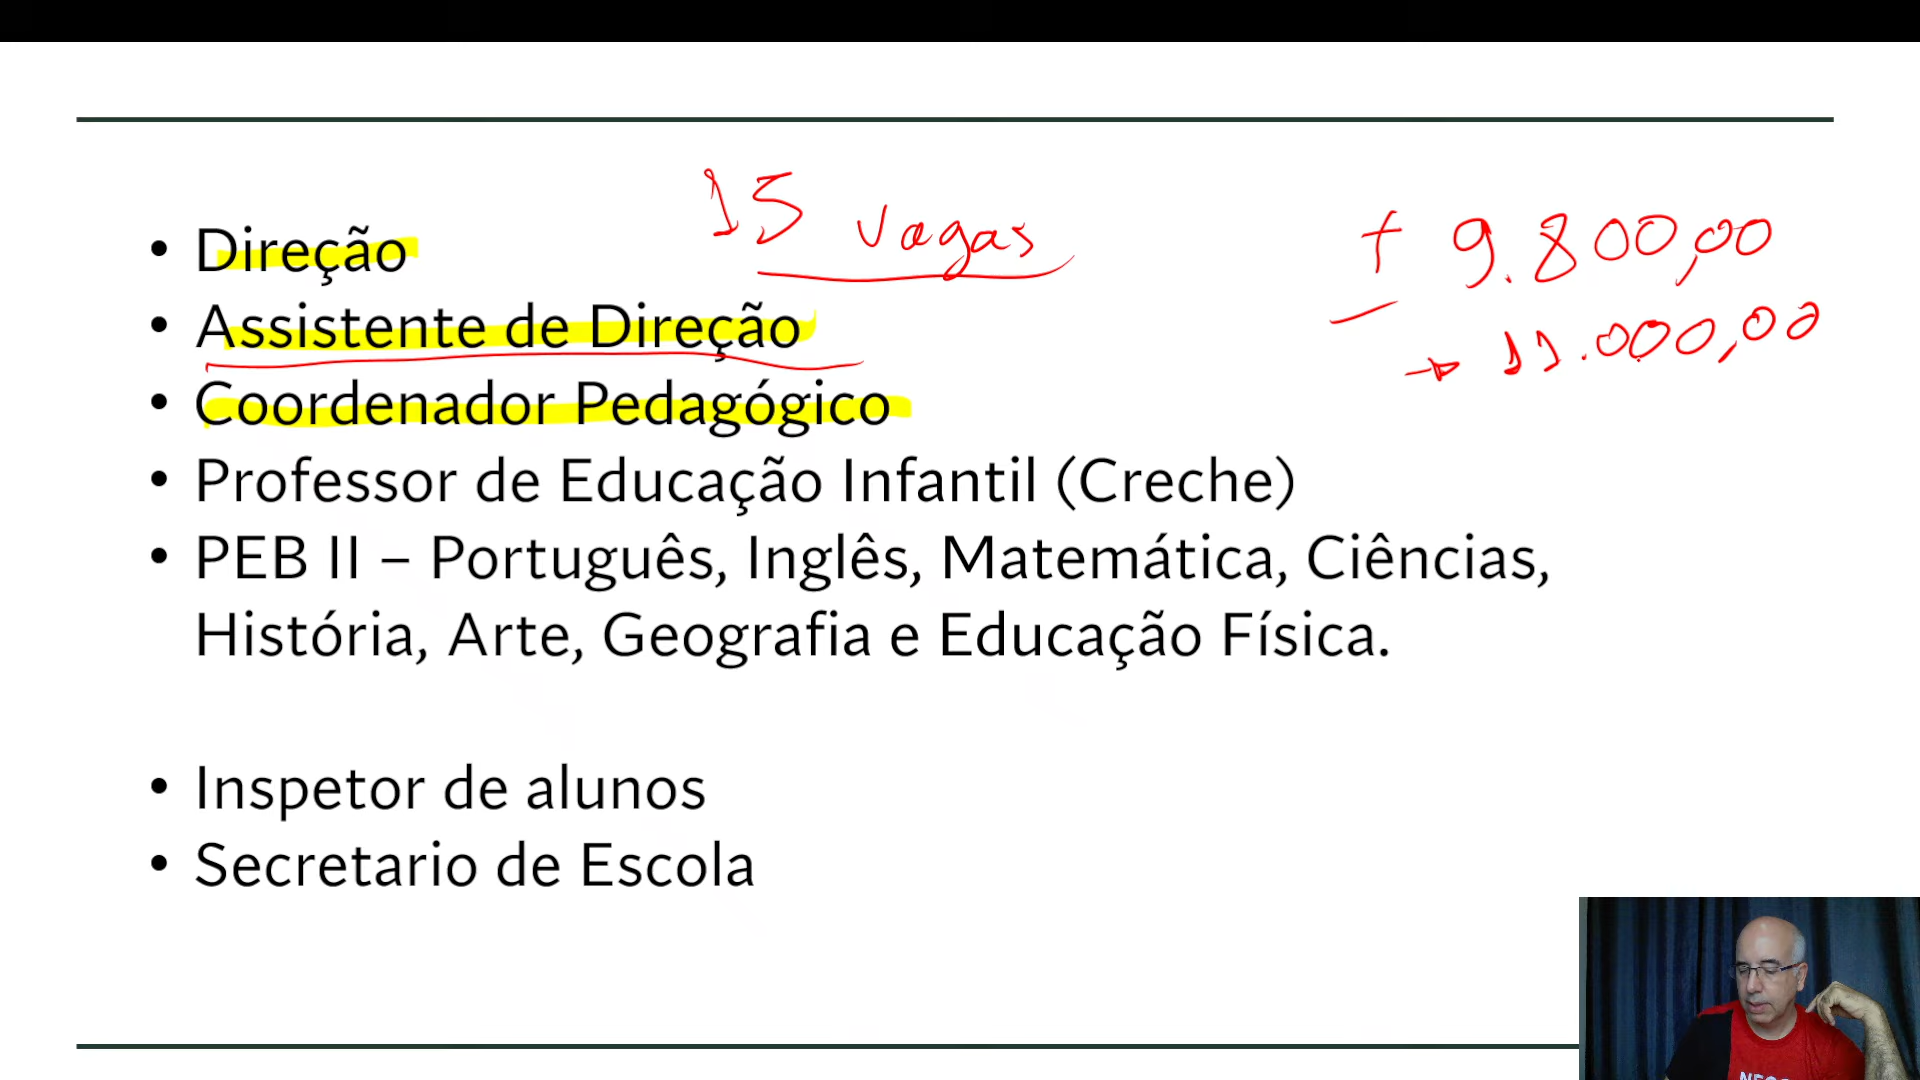 15 vagas
± 9.800,00
→ 11.000,00
• Direção
• Assistente de Direção
• Coordenador Pedagógico
• Professor de Educação Infantil (Creche)
• PEB II – Português, Inglês, Matemática, Ciências,
História, Arte, Geografia e Educação Física.
• Inspetor de alunos
• Secretario de Escola